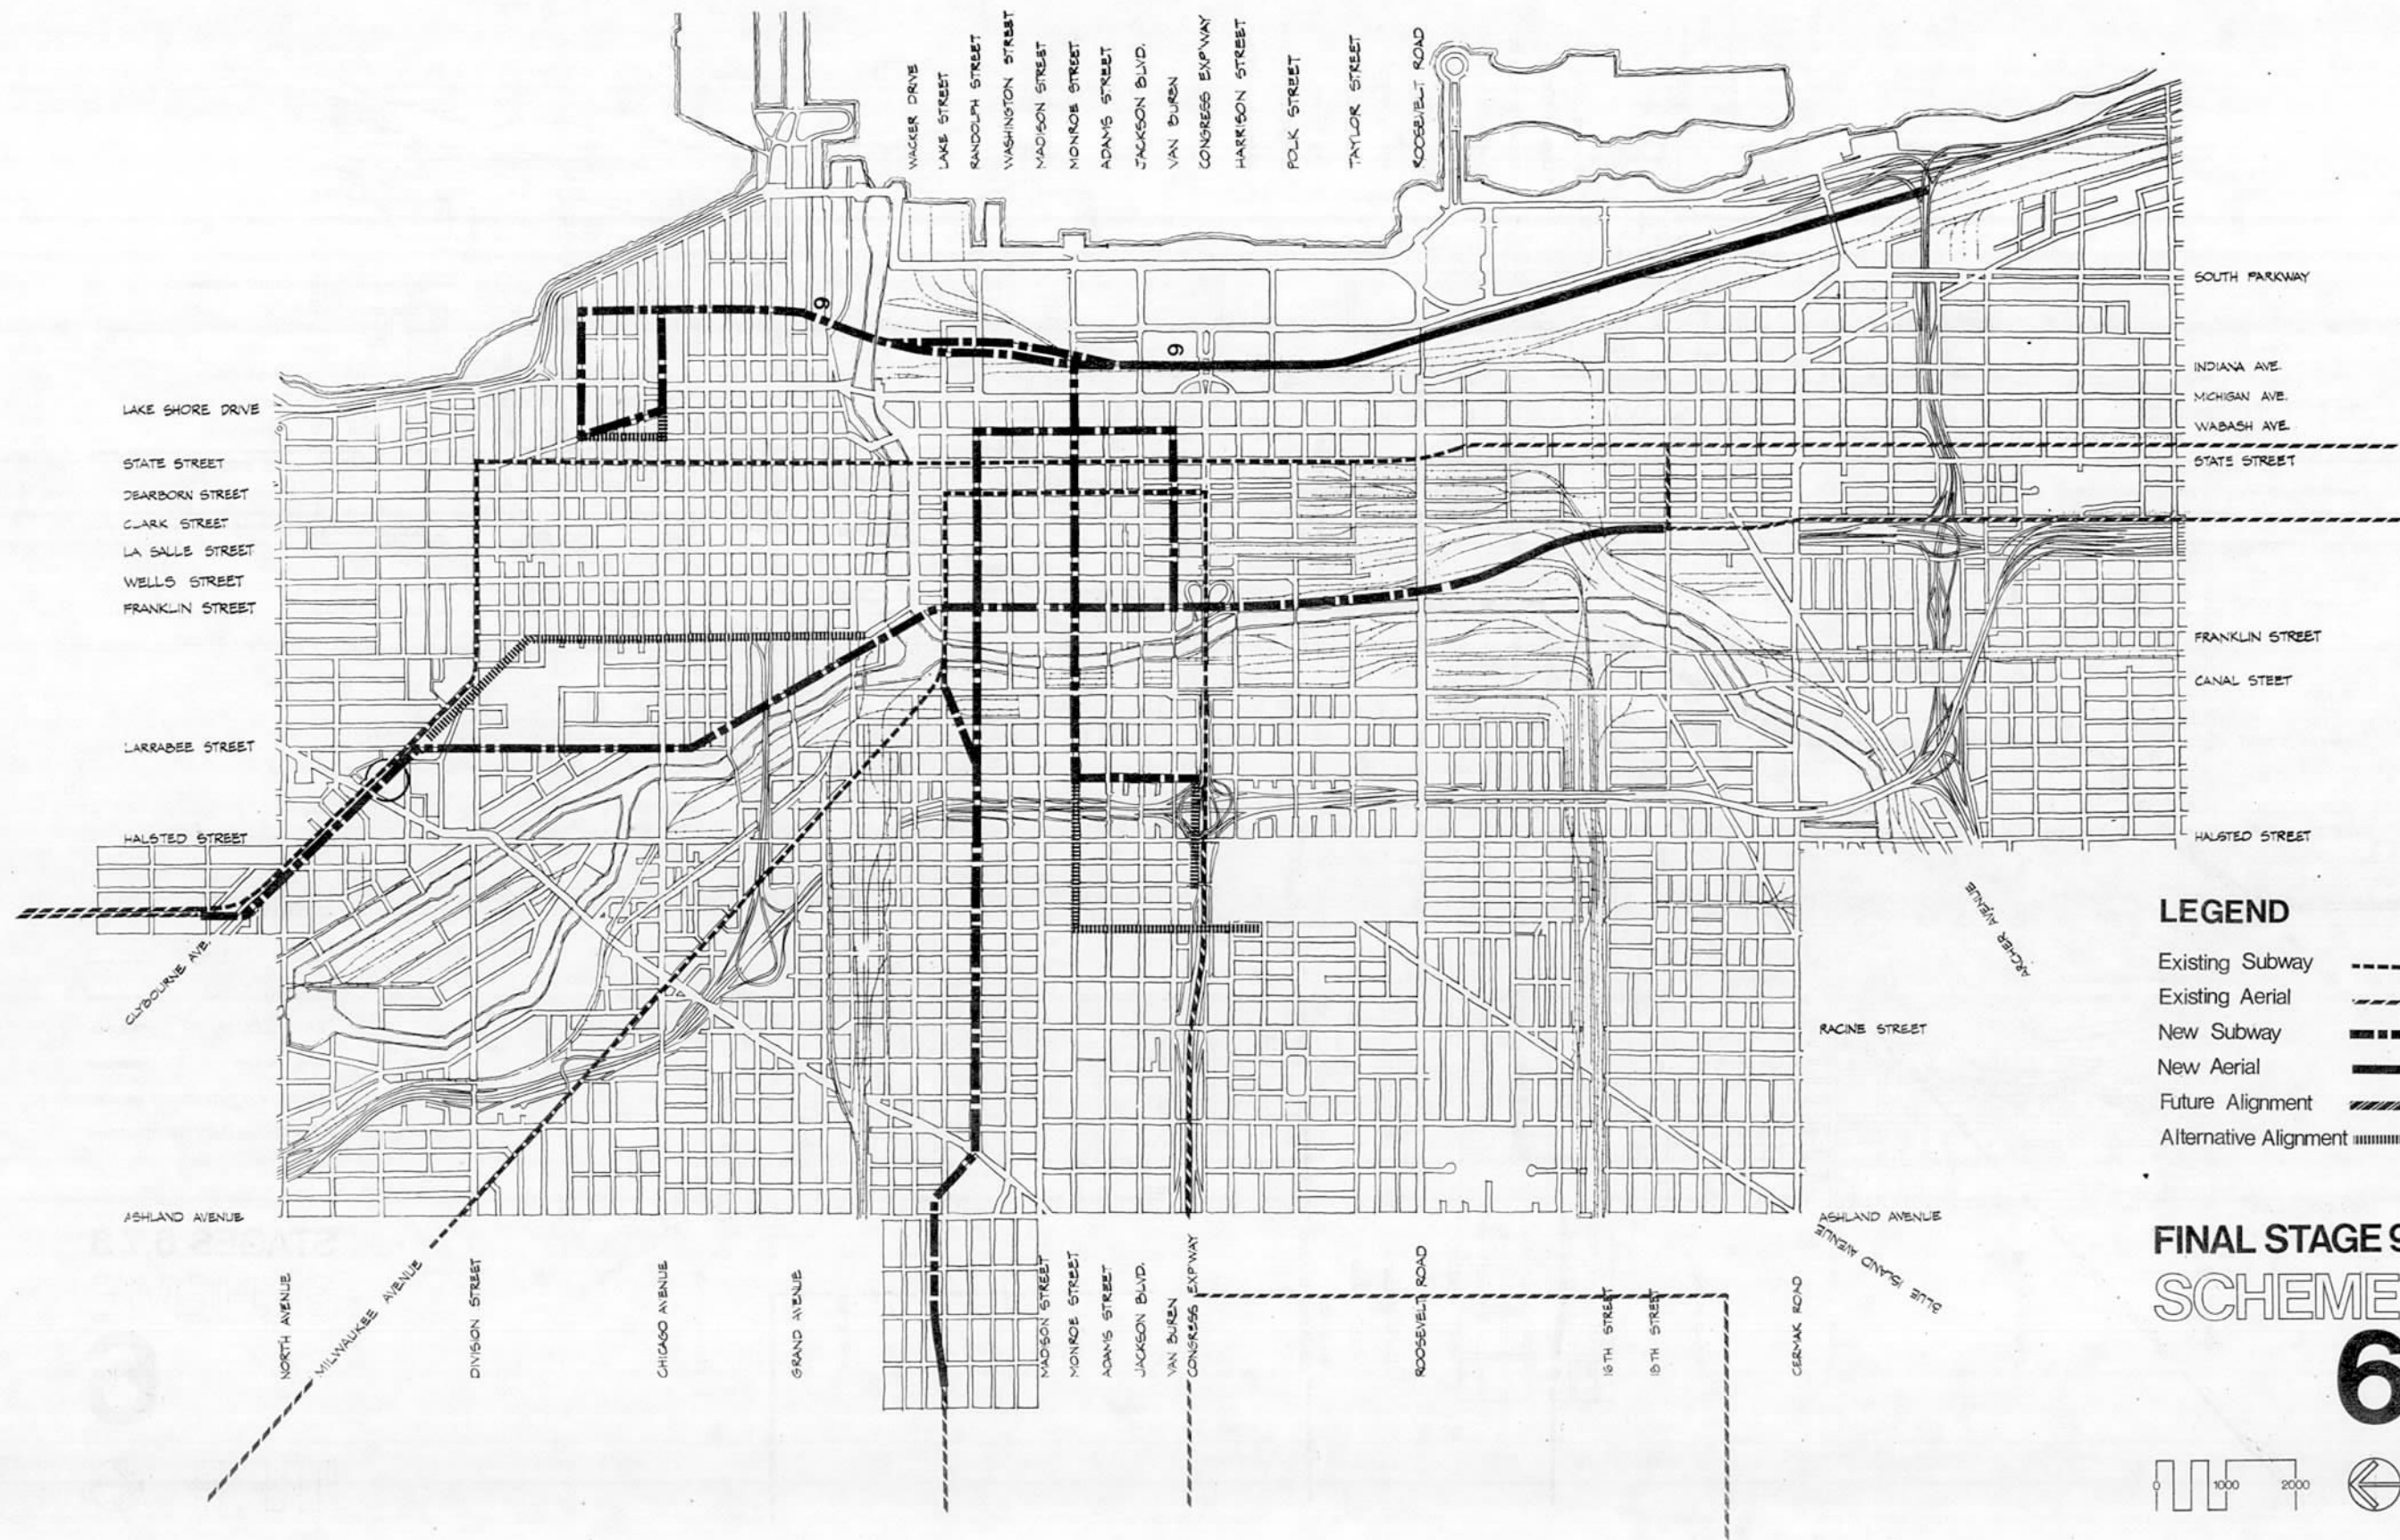 WACKER DRIVE
LAKE STREET
RANDOLPH STREET
WASHINGTON STREET
MADISON STREET
MONROE STREET
ADAMS STREET
JACKSON BLVD.
VAN BUREN
CONGRESS EXP'WAY
HARRISON STREET
POLK STREET
TAYLOR STREET
ROOSEVELT ROAD
9
9
LAKE SHORE DRIVE
STATE STREET
DEARBORN STREET
CLARK STREET
LA SALLE STREET
WELLS STREET
FRANKLIN STREET
LARRABEE STREET
HALSTED STREET
CLYBOURNE AVE.
ASHLAND AVENUE
SOUTH PARKWAY
INDIANA AVE.
MICHIGAN AVE.
WABASH AVE.
STATE STREET
FRANKLIN STREET
CANAL STEET
HALSTED STREET
ARCHER AVENUE
RACINE STREET
ASHLAND AVENUE
BLUE ISLAND AVENUE
NORTH AVENUE
MILWAUKEE AVENUE
DIVISION STREET
CHICAGO AVENUE
GRAND AVENUE
MADISON STREET
MONROE STREET
ADAMS STREET
JACKSON BLVD.
VAN BUREN
CONGRESS EXP'WAY
ROOSEVELT ROAD
16TH STREET
18TH STREET
CERMAK ROAD
LEGEND
Existing Subway
Existing Aerial
New Subway
New Aerial
Future Alignment
Alternative Alignment
FINAL STAGE 9
SCHEME
6
0 1000 2000